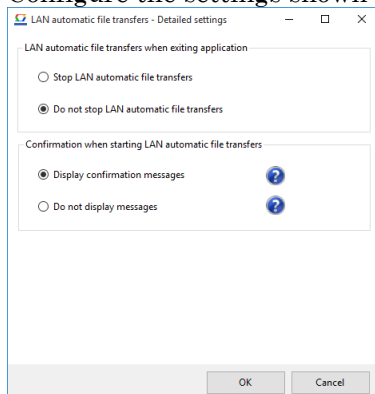 Configure the settings shown
LAN automatic file transfers - Detailed settings
LAN automatic file transfers when exiting application
Stop LAN automatic file transfers
Do not stop LAN automatic file transfers
Confirmation when starting LAN automatic file transfers
Display confirmation messages
Do not display messages
OK Cancel